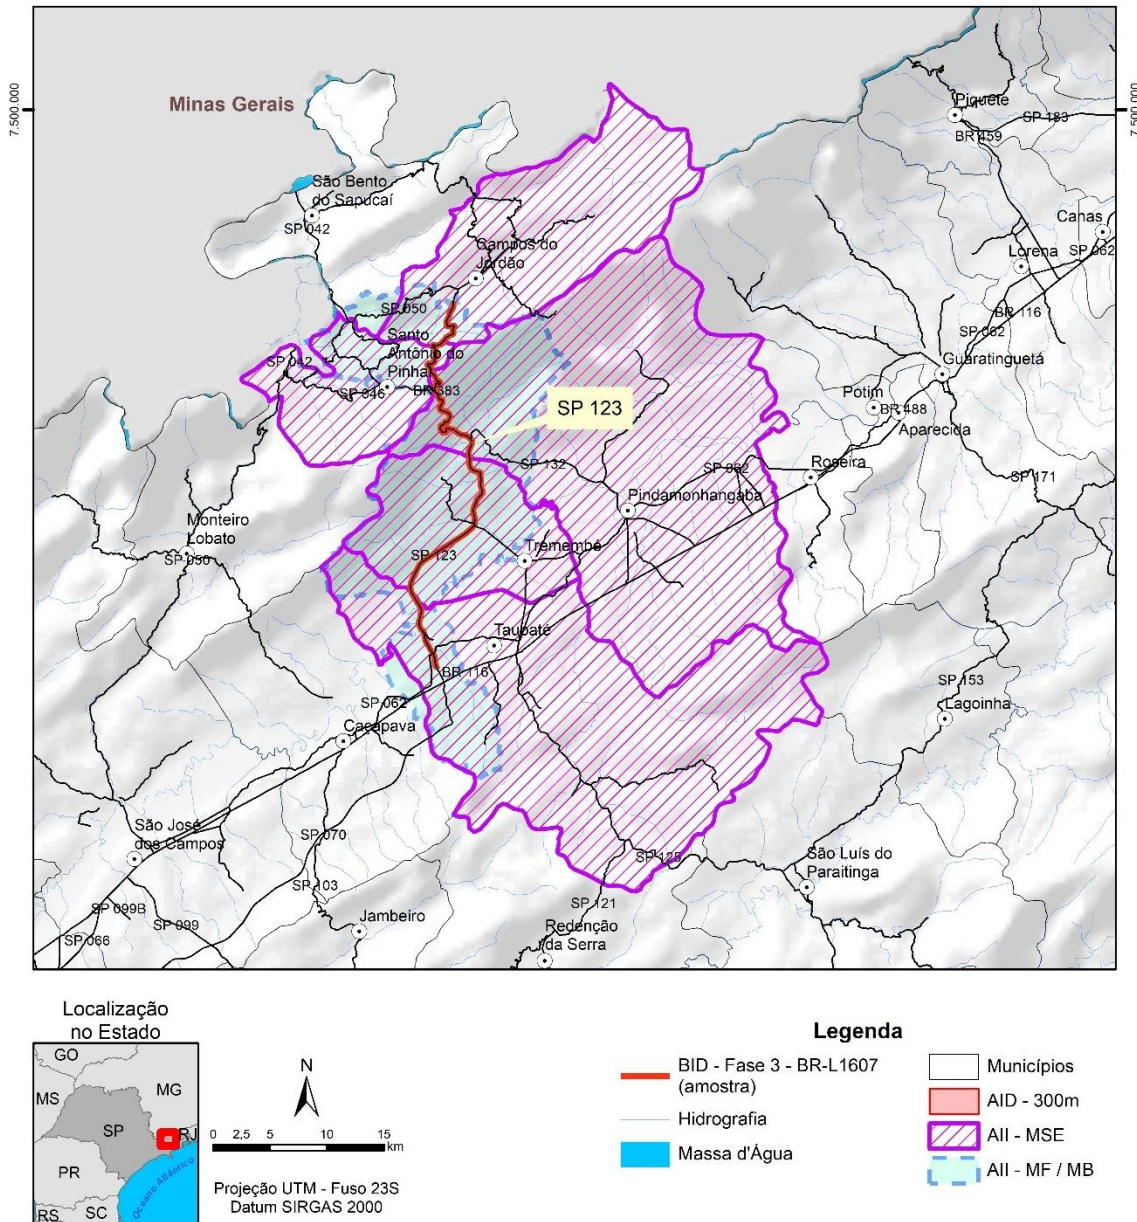 7.500.000
7.500.000
Minas Gerais
Piquete
SP 183
BR 459
São Bento
do Sapucaí
SP 042
Canas
Campos do
Jordão
Lorena
SP 062
SP 050
BR 116
Santo
Antônio do
Pinhal
SP 062
SP 042
Guaratinguetá
SP 046
BR 383
SP 123
Potim
BR 488
Aparecida
SP 132
SP 062
Roseira
SP 171
Pindamonhangaba
Monteiro
Lobato
SP 050
SP 123
Tremembé
Taubaté
BR 116
SP 153
SP 062
Lagoinha
Caçapava
São José
dos Campos
SP 070
SP 125
São Luís do
Paraitinga
SP 103
SP 121
SP 099B
SP 099
Jambeiro
Redenção
da Serra
SP 066
Localização
no Estado
GO
MS
MG
SP
RJ
PR
SC
RS
Oceano Atlântico
N
0 2,5 5 10 15
km
Projeção UTM - Fuso 23S
Datum SIRGAS 2000
Legenda
BID - Fase 3 - BR-L1607
(amostra)
Hidrografia
Massa d'Água
Municípios
AID - 300m
AII - MSE
AII - MF / MB